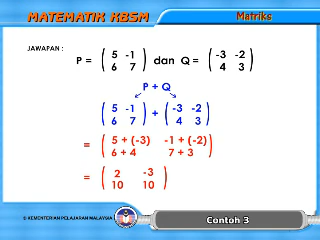 MATEMATIK KBSM
Matriks
JAWAPAN :
P = ( 5 -1 ) dan Q = ( -3 -2 )
6 7 4 3
P + Q
( 5 -1 ) + ( -3 -2 )
6 7 4 3
= ( 5 + (-3) -1 + (-2) )
6 + 4 7 + 3
= ( 2 -3 )
10 10
© KEMENTERIAN PELAJARAN MALAYSIA
Contoh 3